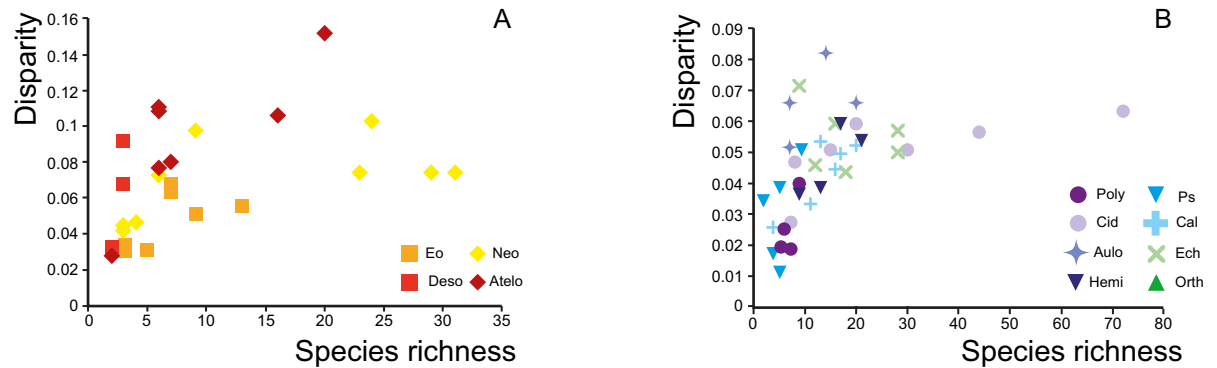 A
Disparity
0.16
0.14
0.12
0.1
0.08
0.06
0.04
0.02
0
0 5 10 15 20 25 30 35
Species richness
Eo Neo
Deso Atelo
B
Disparity
0.09
0.08
0.07
0.06
0.05
0.04
0.03
0.02
0.01
0
0 10 20 30 40 50 60 70 80
Species richness
Poly Ps
Cid Cal
Aulo Ech
Hemi Orth